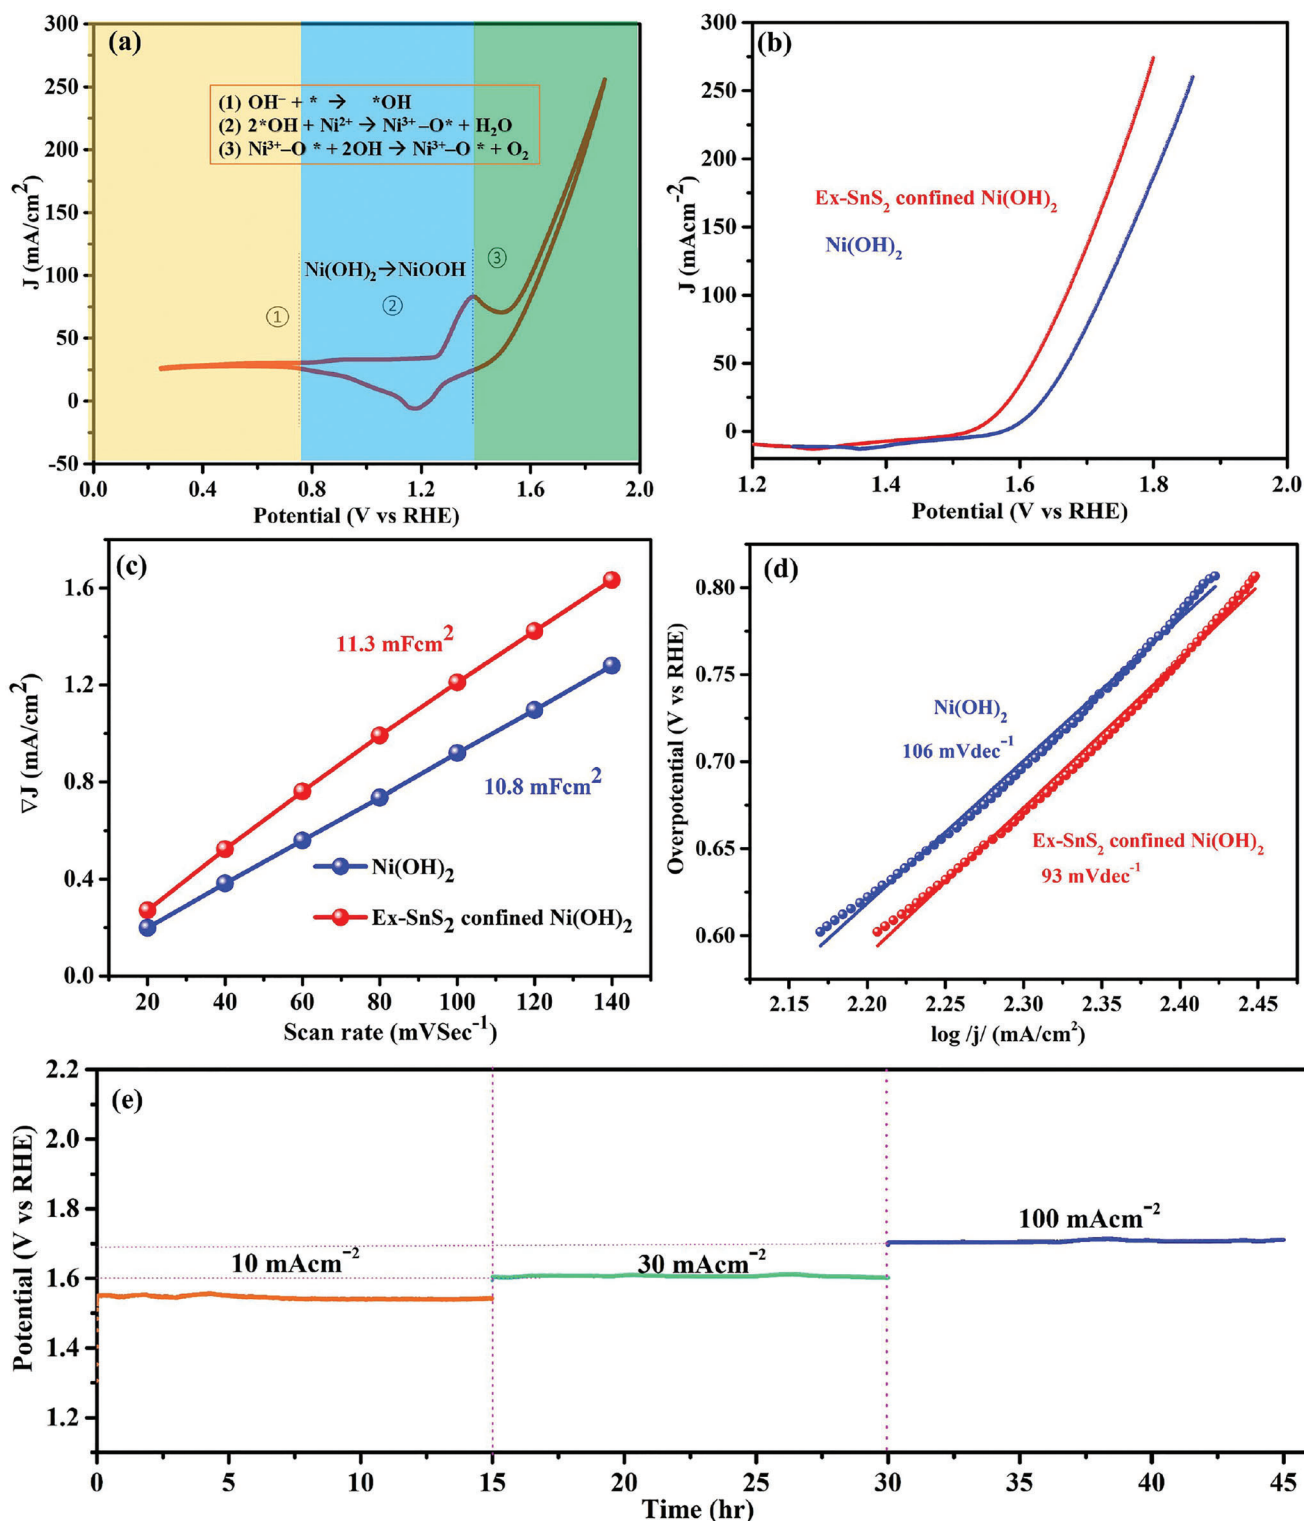 (a)
J (mA/cm²)
300
250
200
150
100
50
0
-50
(1) OH⁻ + * → *OH
(2) 2*OH + Ni²⁺ → Ni³⁺–O* + H₂O
(3) Ni³⁺–O * + 2OH → Ni³⁺–O * + O₂
Ni(OH)₂→NiOOH
①
②
③
0.0 0.4 0.8 1.2 1.6 2.0
Potential (V vs RHE)
(b)
J (mAcm⁻²)
300
250
200
150
100
50
0
Ex-SnS₂ confined Ni(OH)₂
Ni(OH)₂
1.2 1.4 1.6 1.8 2.0
Potential (V vs RHE)
(c)
∇J (mA/cm²)
1.6
1.2
0.8
0.4
0.0
11.3 mFcm²
10.8 mFcm²
Ni(OH)₂
Ex-SnS₂ confined Ni(OH)₂
20 40 60 80 100 120 140
Scan rate (mVSec⁻¹)
(d)
Overpotential (V vs RHE)
0.80
0.75
0.70
0.65
0.60
Ni(OH)₂
106 mVdec⁻¹
Ex-SnS₂ confined Ni(OH)₂
93 mVdec⁻¹
2.15 2.20 2.25 2.30 2.35 2.40 2.45
log /j/ (mA/cm²)
(e)
Potential (V vs RHE)
2.2
2.0
1.8
1.6
1.4
1.2
10 mAcm⁻²
30 mAcm⁻²
100 mAcm⁻²
0 5 10 15 20 25 30 35 40 45
Time (hr)